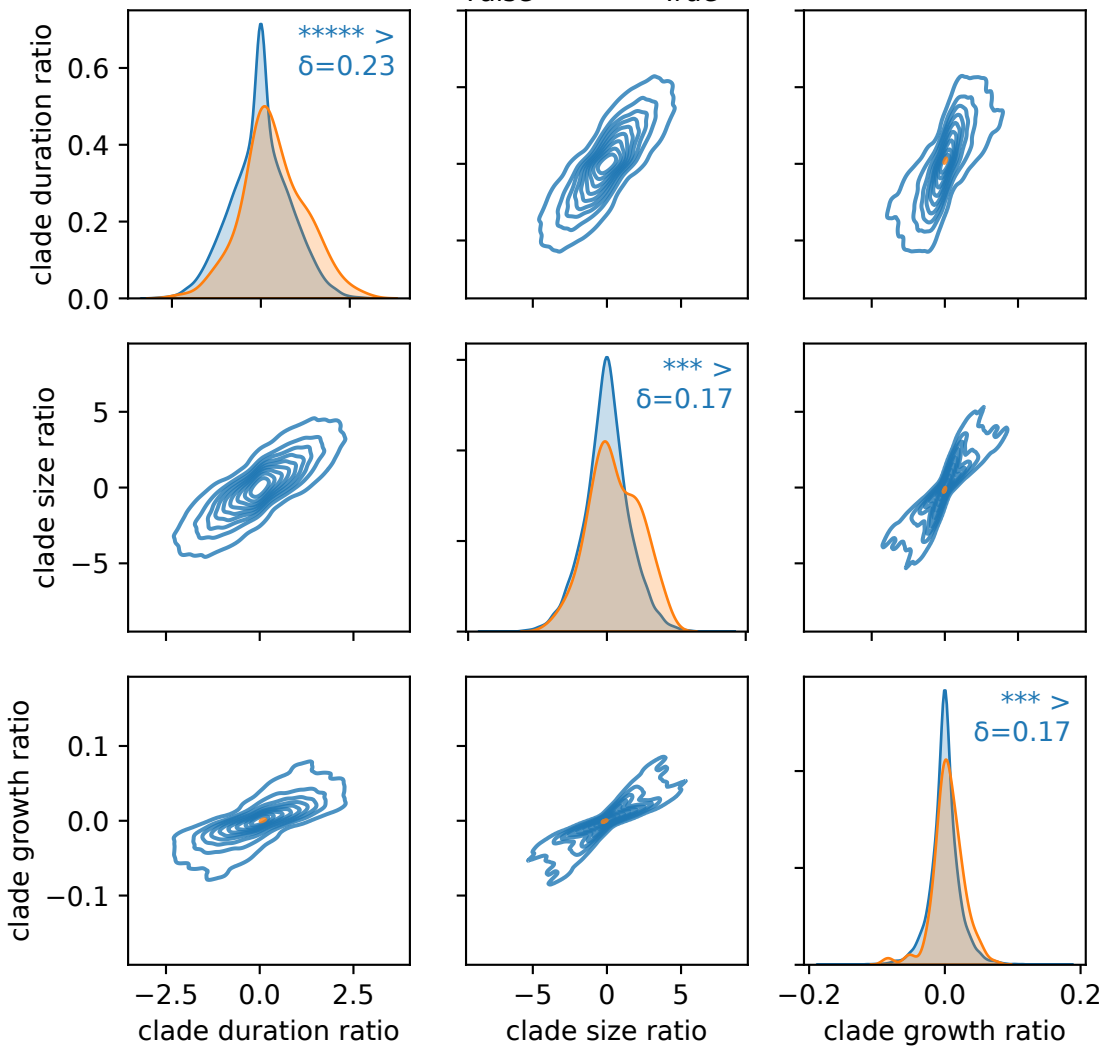 False True
clade duration ratio
0.6
0.4
0.2
0.0
***** >
δ=0.23
clade size ratio
5
0
−5
*** >
δ=0.17
clade growth ratio
0.1
0.0
−0.1
*** >
δ=0.17
−2.5 0.0 2.5
−5 0 5
−0.2 0.0 0.2
clade duration ratio
clade size ratio
clade growth ratio